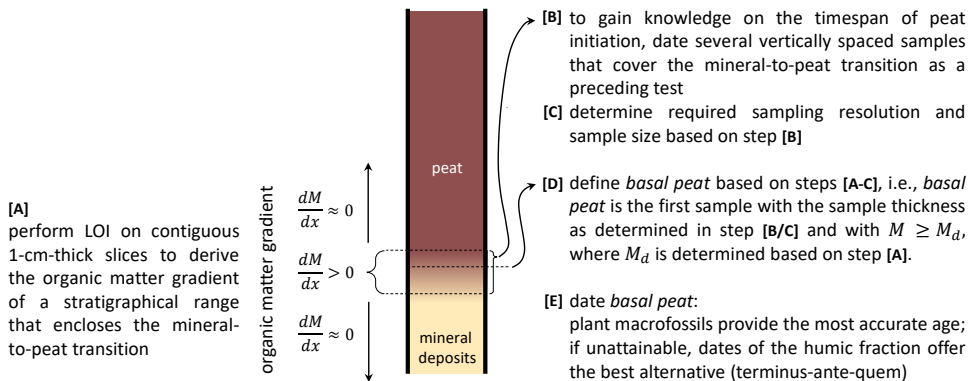 [A]
perform LOI on contiguous
1-cm-thick slices to derive
the organic matter gradient
of a stratigraphical range
that encloses the mineral-
to-peat transition
organic matter gradient
dM/dx ≈ 0
dM/dx > 0
dM/dx ≈ 0
peat
mineral
deposits
[B] to gain knowledge on the timespan of peat
initiation, date several vertically spaced samples
that cover the mineral-to-peat transition as a
preceding test
[C] determine required sampling resolution and
sample size based on step [B]
[D] define basal peat based on steps [A-C], i.e., basal
peat is the first sample with the sample thickness
as determined in step [B/C] and with M ≥ M_d,
where M_d is determined based on step [A].
[E] date basal peat:
plant macrofossils provide the most accurate age;
if unattainable, dates of the humic fraction offer
the best alternative (terminus-ante-quem)